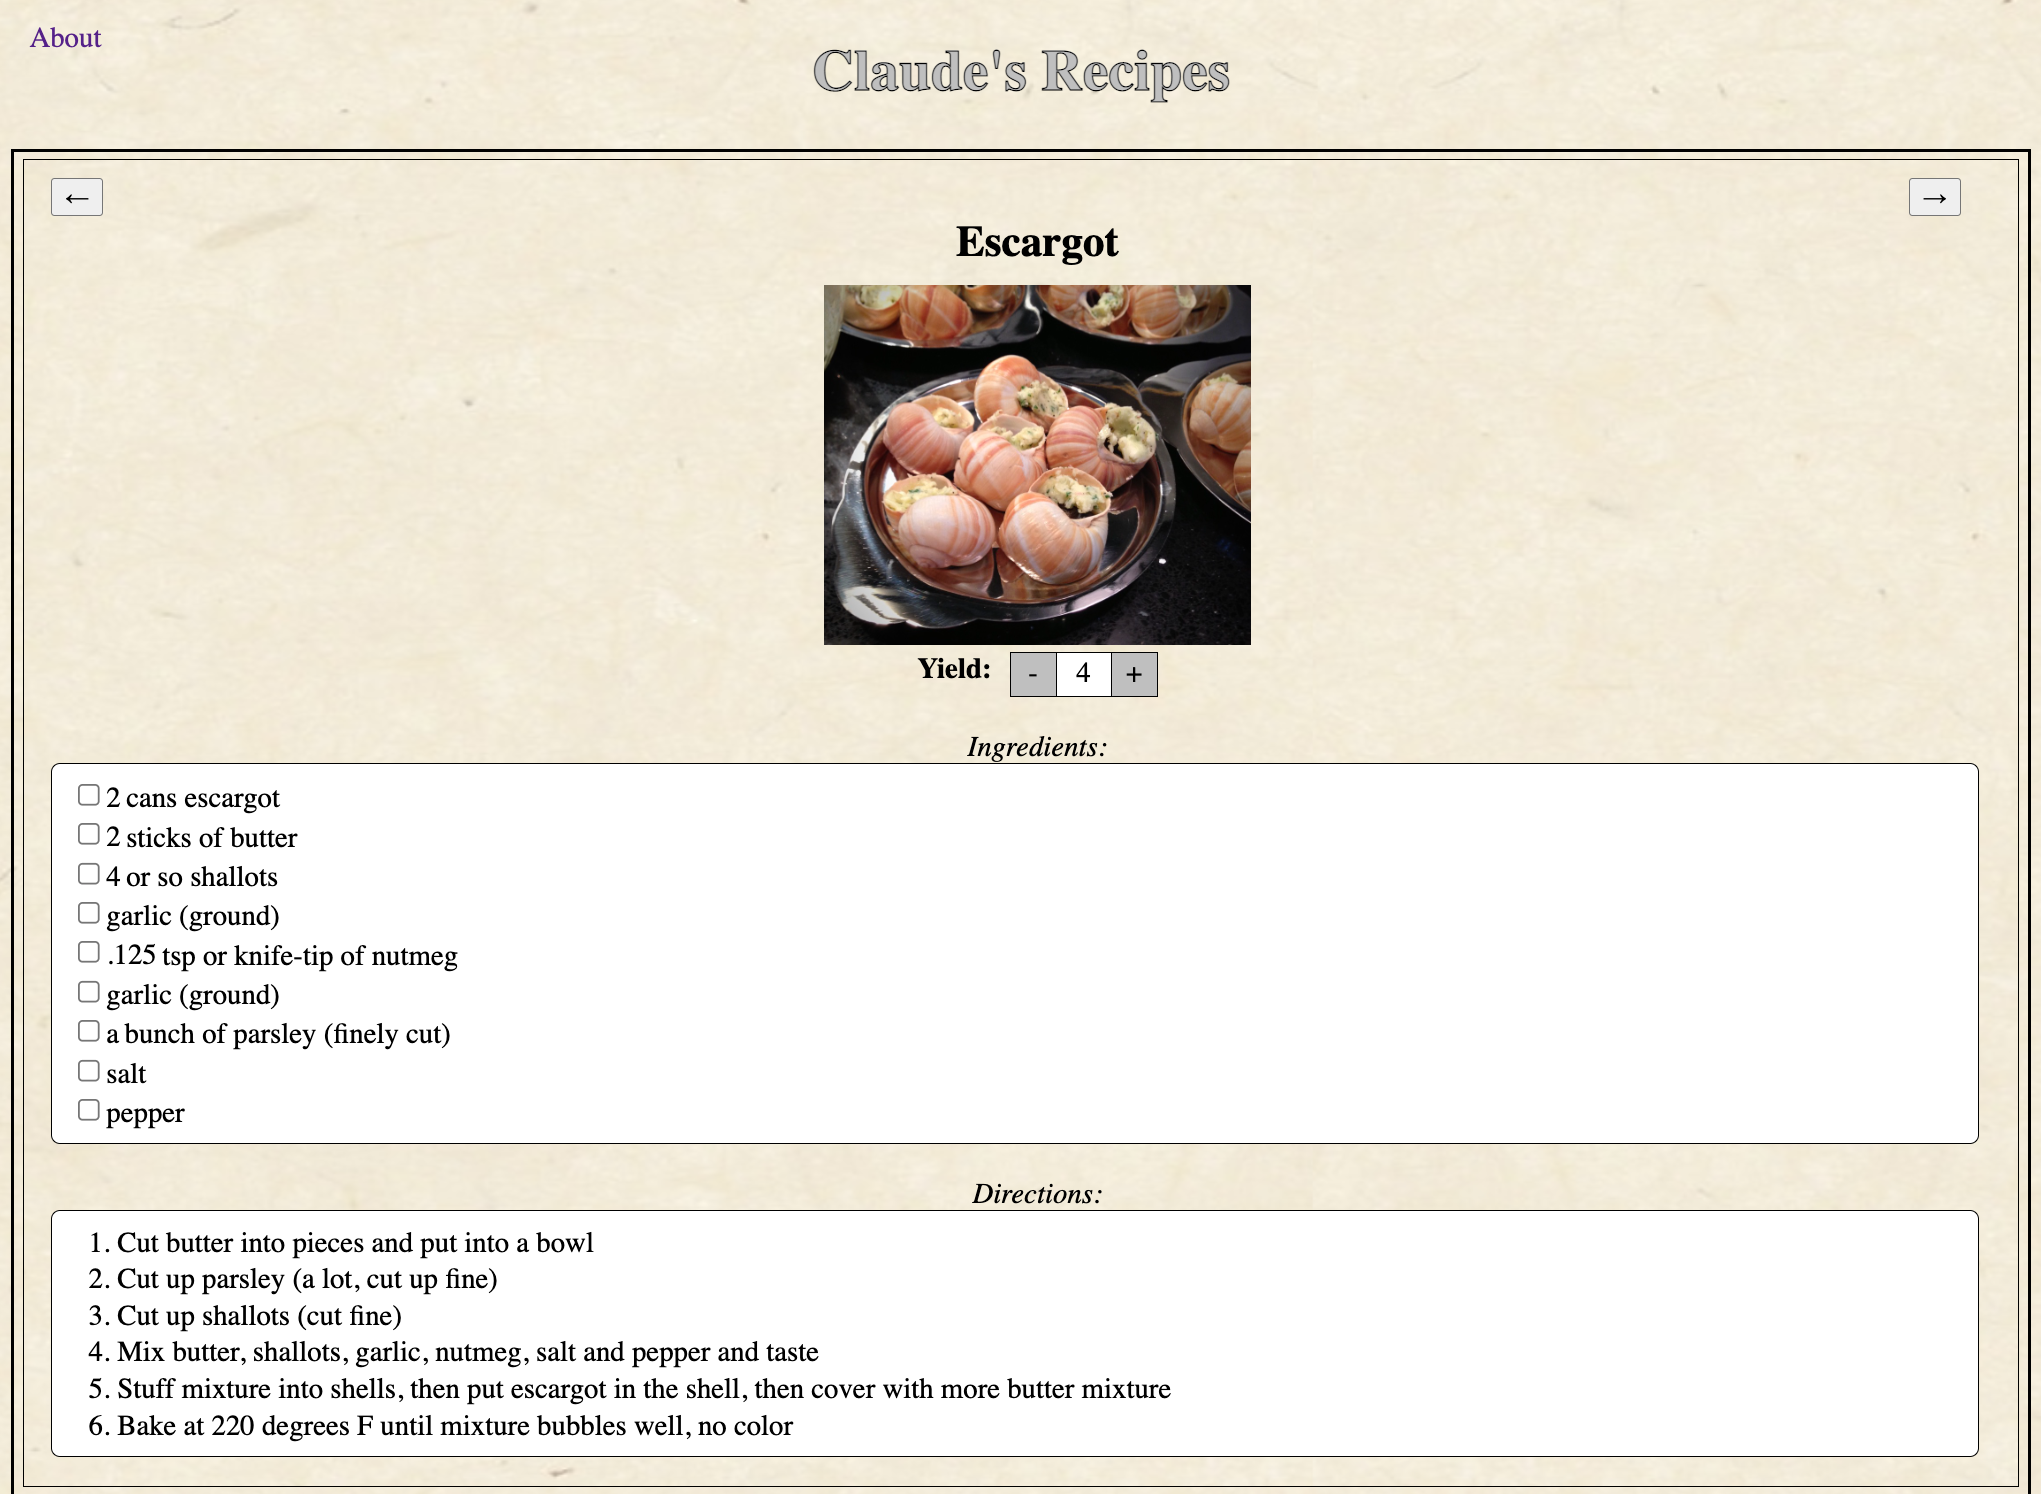 About
Claude's Recipes
← →
Escargot
Yield: - 4 +
Ingredients:
2 cans escargot
2 sticks of butter
4 or so shallots
garlic (ground)
.125 tsp or knife-tip of nutmeg
garlic (ground)
a bunch of parsley (finely cut)
salt
pepper
Directions:
1. Cut butter into pieces and put into a bowl
2. Cut up parsley (a lot, cut up fine)
3. Cut up shallots (cut fine)
4. Mix butter, shallots, garlic, nutmeg, salt and pepper and taste
5. Stuff mixture into shells, then put escargot in the shell, then cover with more butter mixture
6. Bake at 220 degrees F until mixture bubbles well, no color